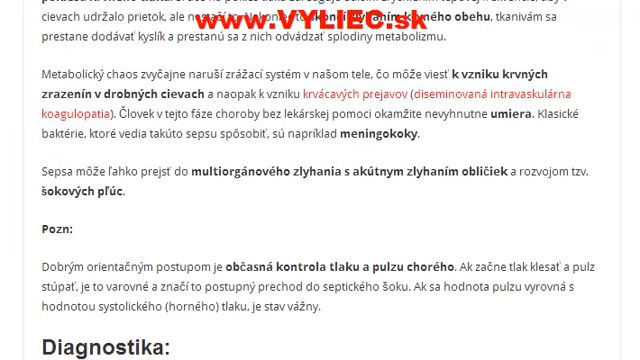 cievach udržalo prietok, ale
tkanivám sa
prestane dodávať kyslík a prestanú sa z nich odvádzať splodiny metabolizmu.
www.VYLIEC.sk
Metabolický chaos zvyčajne naruší zrážací systém v našom tele, čo môže viesť k vzniku krvných
zrazenín v drobných cievach a naopak k vzniku krvácavých prejavov (diseminovaná intravaskulárna
koagulopatia). Človek v tejto fáze choroby bez lekárskej pomoci okamžite nevyhnutne umiera. Klasické
baktérie, ktoré vedia takúto sepsu spôsobiť, sú napríklad meningokoky.
Sepsa môže ľahko prejsť do multiorgánového zlyhania s akútnym zlyhaním obličiek a rozvojom tzv.
šokových pľúc.
Pozn:
Dobrým orientačným postupom je občasná kontrola tlaku a pulzu chorého. Ak začne tlak klesať a pulz
stúpať, je to varovné a značí to postupný prechod do septického šoku. Ak sa hodnota pulzu vyrovná s
hodnotou systolického (horného) tlaku, je stav vážny.
Diagnostika: